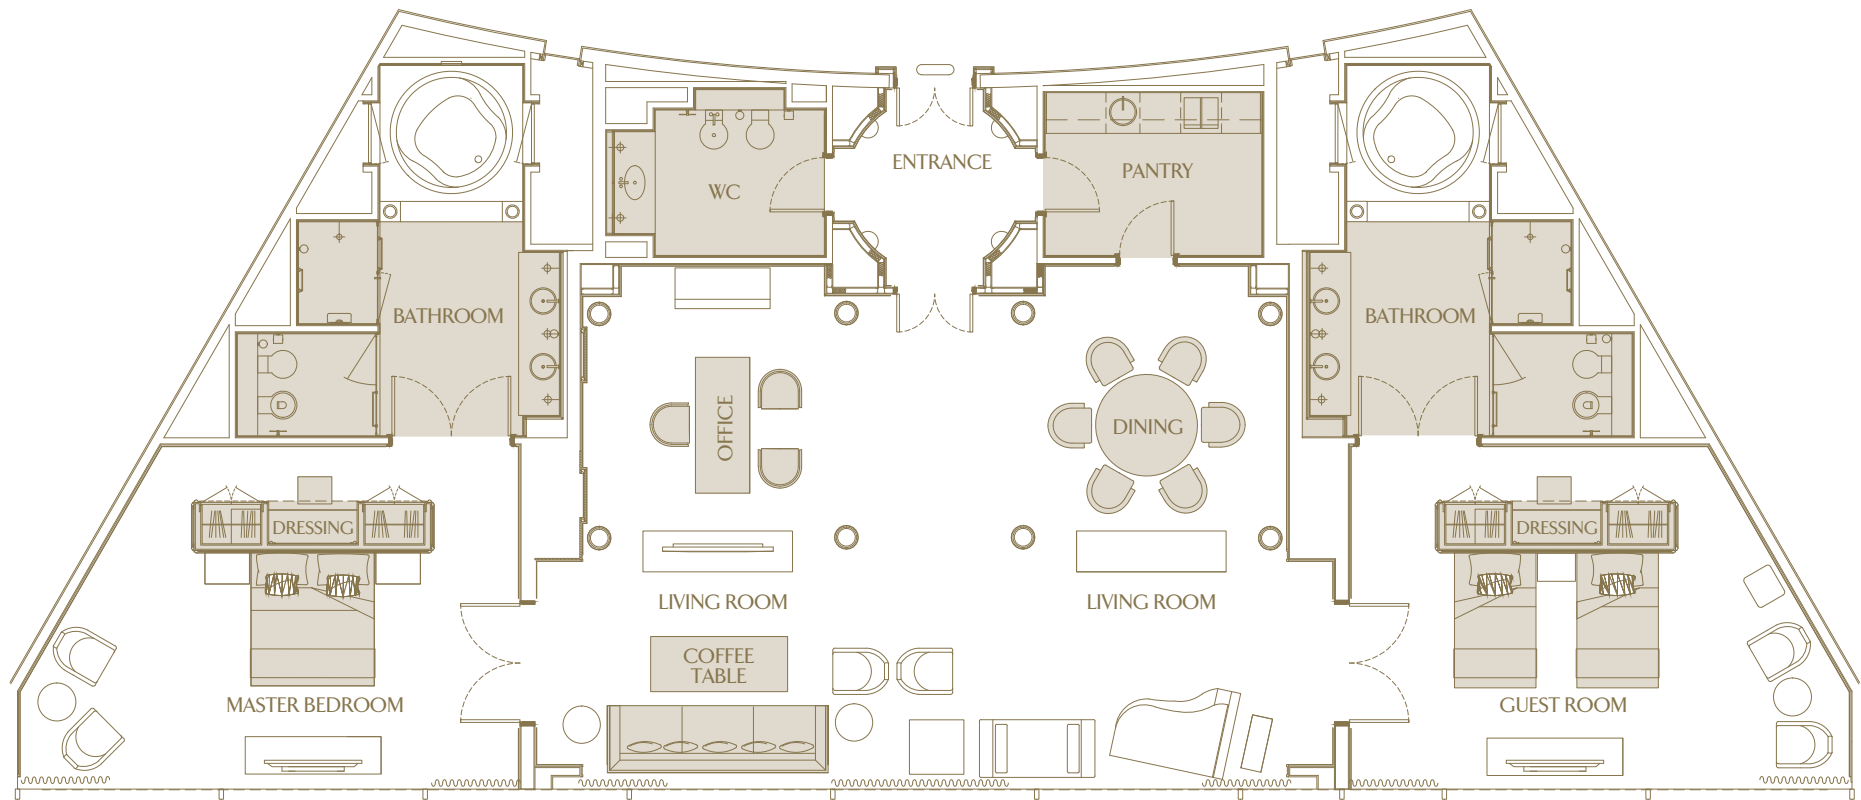 ENTRANCE
WC
PANTRY
BATHROOM
BATHROOM
OFFICE
DINING
DRESSING
DRESSING
LIVING ROOM
LIVING ROOM
COFFEE
TABLE
MASTER BEDROOM
GUEST ROOM